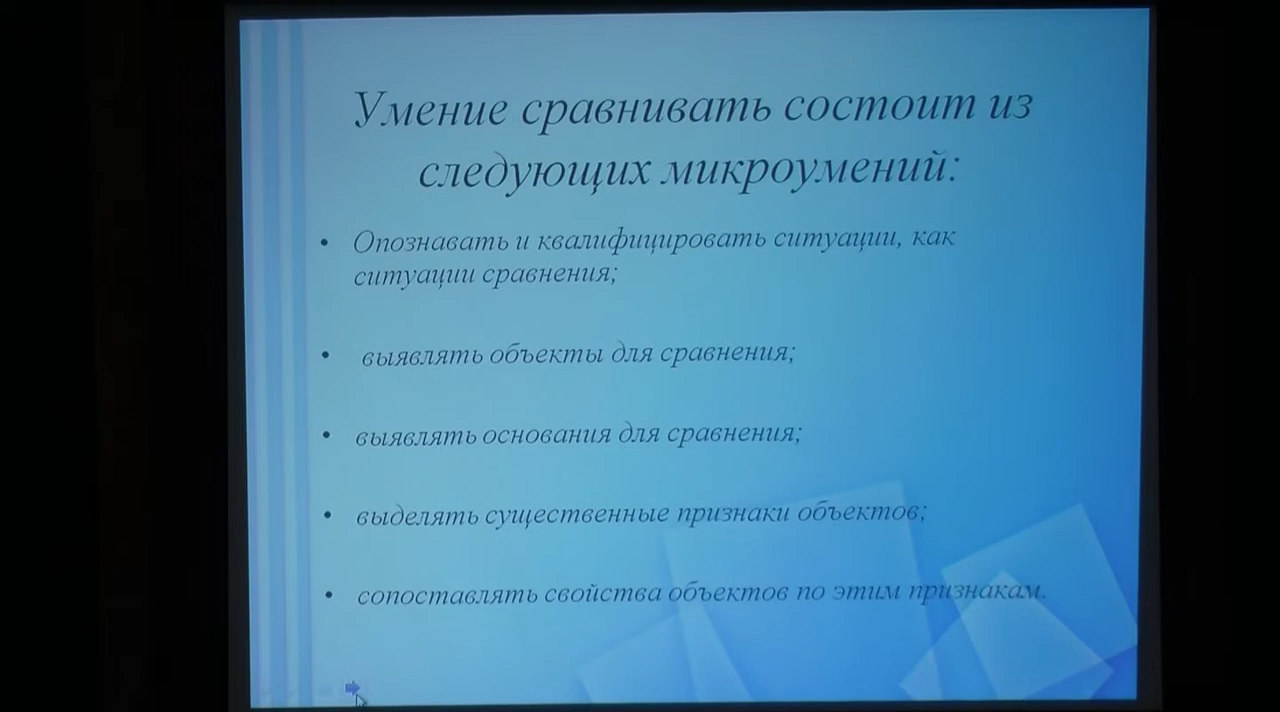 Умение сравнивать состоит из
следующих микроумений:
• Опознавать и квалифицировать ситуации, как
ситуации сравнения;
• выявлять объекты для сравнения;
• выявлять основания для сравнения;
• выделять существенные признаки объектов;
• сопоставлять свойства объектов по этим признакам.